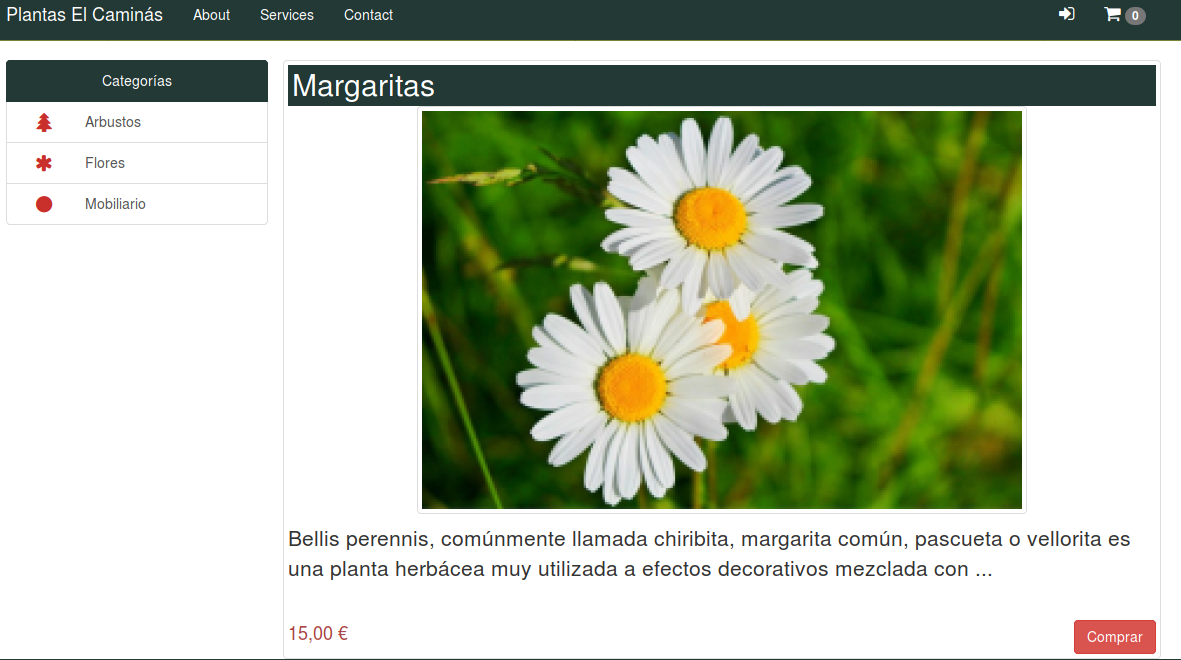 Plantas El Caminás About Services Contact 0
Categorías
Arbustos
Flores
Mobiliario
Margaritas
Bellis perennis, comúnmente llamada chiribita, margarita común, pascueta o vellorita es
una planta herbácea muy utilizada a efectos decorativos mezclada con ...
15,00 €
Comprar